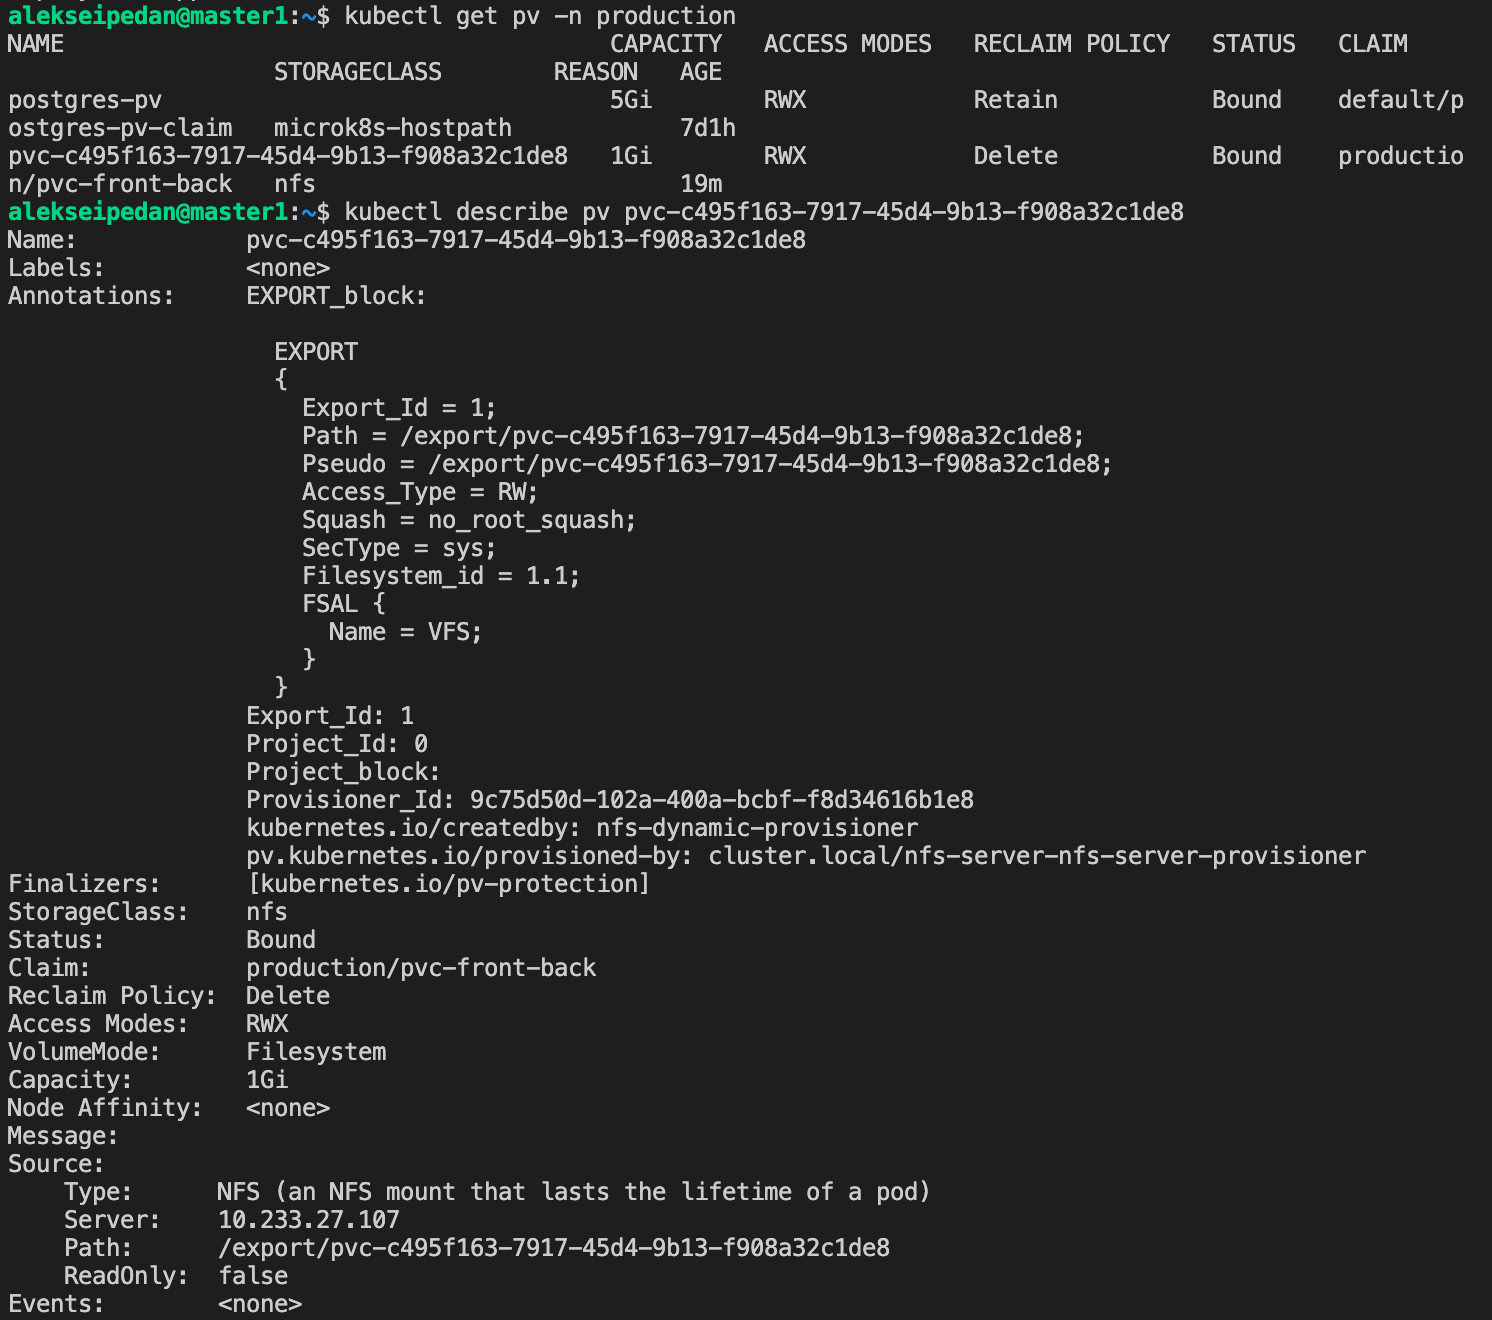 alekseipedan@master1:~$ kubectl get pv -n production
NAME                                       CAPACITY   ACCESS MODES   RECLAIM POLICY   STATUS   CLAIM
                   STORAGECLASS        REASON   AGE
postgres-pv                                5Gi        RWX            Retain           Bound    default/p
ostgres-pv-claim   microk8s-hostpath            7d1h
pvc-c495f163-7917-45d4-9b13-f908a32c1de8   1Gi        RWX            Delete           Bound    productio
n/pvc-front-back   nfs                          19m
alekseipedan@master1:~$ kubectl describe pv pvc-c495f163-7917-45d4-9b13-f908a32c1de8
Name:            pvc-c495f163-7917-45d4-9b13-f908a32c1de8
Labels:          <none>
Annotations:     EXPORT_block:
                   EXPORT
                   {
                     Export_Id = 1;
                     Path = /export/pvc-c495f163-7917-45d4-9b13-f908a32c1de8;
                     Pseudo = /export/pvc-c495f163-7917-45d4-9b13-f908a32c1de8;
                     Access_Type = RW;
                     Squash = no_root_squash;
                     SecType = sys;
                     Filesystem_id = 1.1;
                     FSAL {
                       Name = VFS;
                     }
                   }
                 Export_Id: 1
                 Project_Id: 0
                 Project_block:
                 Provisioner_Id: 9c75d50d-102a-400a-bcbf-f8d34616b1e8
                 kubernetes.io/createdby: nfs-dynamic-provisioner
                 pv.kubernetes.io/provisioned-by: cluster.local/nfs-server-nfs-server-provisioner
Finalizers:      [kubernetes.io/pv-protection]
StorageClass:    nfs
Status:          Bound
Claim:           production/pvc-front-back
Reclaim Policy:  Delete
Access Modes:    RWX
VolumeMode:      Filesystem
Capacity:        1Gi
Node Affinity:   <none>
Message:
Source:
    Type:      NFS (an NFS mount that lasts the lifetime of a pod)
    Server:    10.233.27.107
    Path:      /export/pvc-c495f163-7917-45d4-9b13-f908a32c1de8
    ReadOnly:  false
Events:        <none>